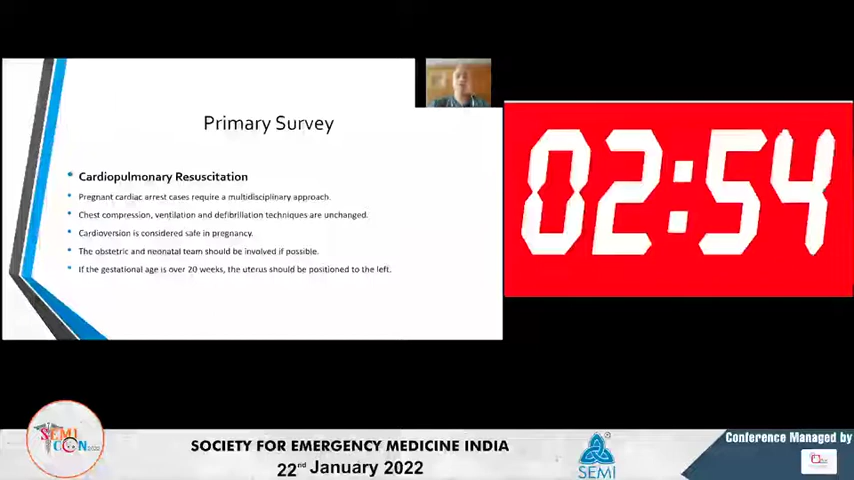 Primary Survey
Cardiopulmonary Resuscitation
Pregnant cardiac arrest cases require a multidisciplinary approach.
Chest compression, ventilation and defibrillation techniques are unchanged.
Cardioversion is considered safe in pregnancy.
The obstetric and neonatal team should be involved if possible.
If the gestational age is over 20 weeks, the uterus should be positioned to the left.
02:54
SEMI
CON2022
SOCIETY FOR EMERGENCY MEDICINE INDIA
22nd January 2022
SEMI
Conference Managed by